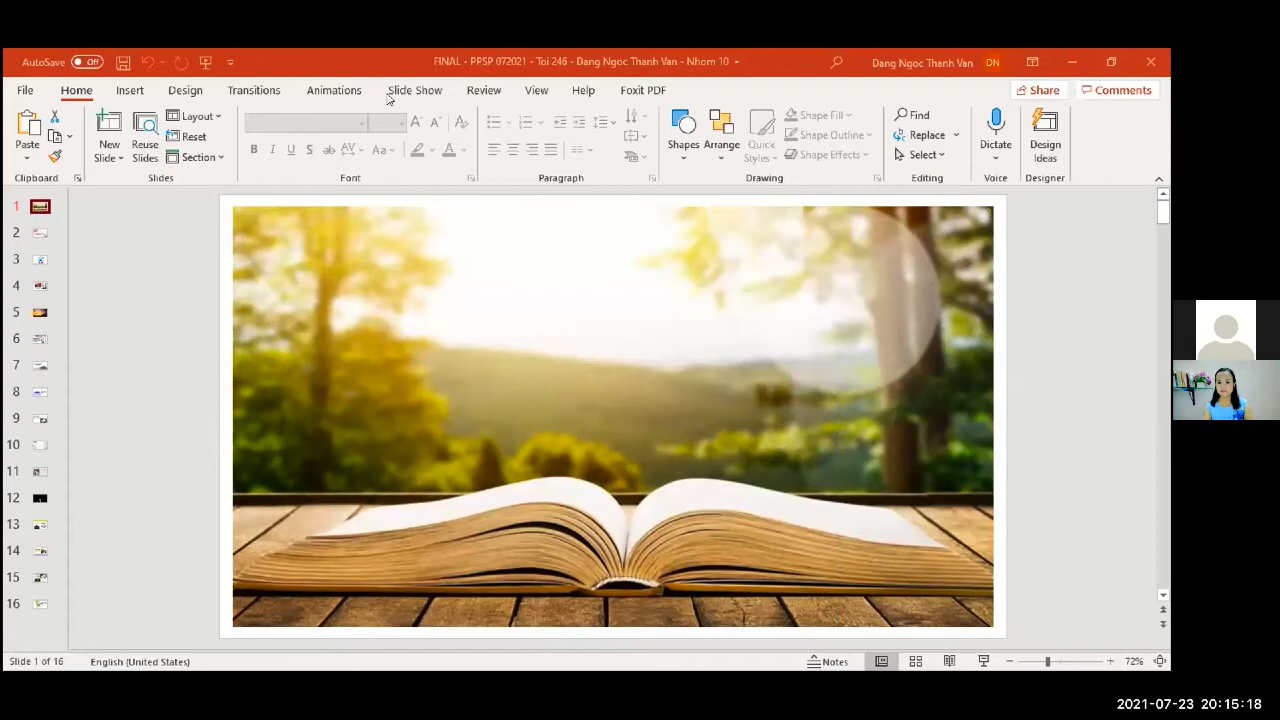 AutoSave Off FINAL - PPSP 072021 - Toi 246 - Dang Ngoc Thanh Van - Nhom 10 Dang Ngoc Thanh Van DN
File Home Insert Design Transitions Animations Slide Show Review View Help Foxit PDF Share Comments
Paste
New Slide
Reuse Slides
Layout
Reset
Section
B I U S ab AV Aa A
Shapes
Arrange
Quick Styles
Shape Fill
Shape Outline
Shape Effects
Find
Replace
Select
Dictate
Design Ideas
Clipboard Slides Font Paragraph Drawing Editing Voice Designer
1
2
3
4
5
6
7
8
9
10
11
12
13
14
15
16
Slide 1 of 16 English (United States) Notes 72%
2021-07-23 20:15:18